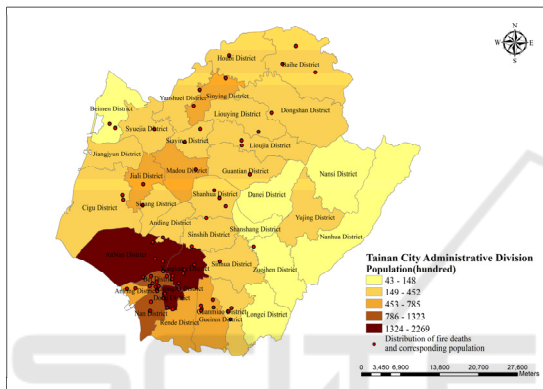 N
W E
S
Houbi District
Baihe District
Yanshuei District
Sinying District
Beimen District
Syuejia District
Liouying District
Dongshan District
Siaying District
Lioujia District
Jiangjyun District
Madou District
Guantian District
Jiali District
Nansi District
Danei District
Cigu District
Shanhua District
Sigang District
Yujing District
Anding District
Shanshang District
Nanhua District
Sinshih District
Zuojhen District
Sinhua District
Rende District
Guanmiao District
Gueiren District
Longci District
Tainan City Administrative Division
Population(hundred)
43 - 148
149 - 452
453 - 785
786 - 1323
1324 - 2269
Distribution of fire deaths
and corresponding population
0 3,450 6,900 13,800 20,700 27,600
Meters